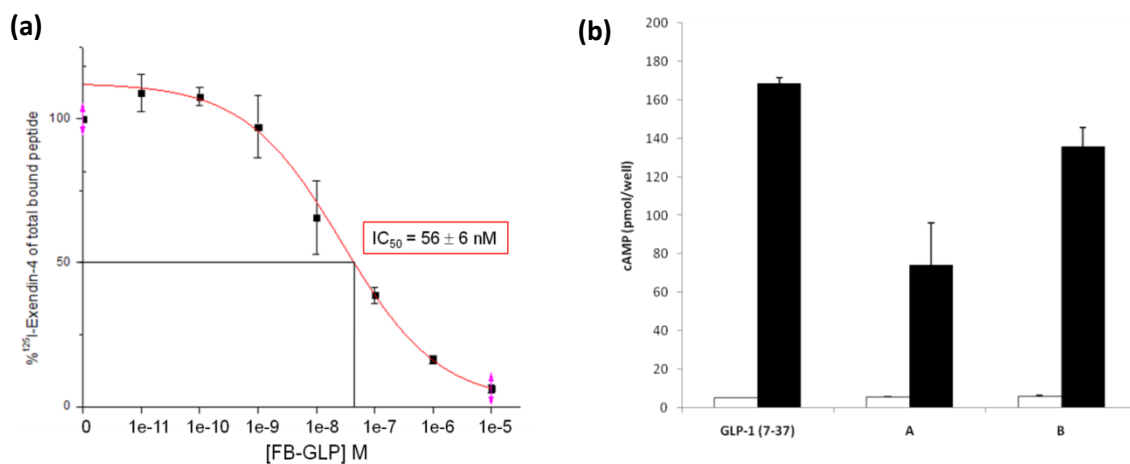 (a)
%¹²⁵I-Exendin-4 of total bound peptide
100
50
0
IC₅₀ = 56 ± 6 nM
0 1e-11 1e-10 1e-9 1e-8 1e-7 1e-6 1e-5
[FB-GLP] M
(b)
cAMP (pmol/well)
200
180
160
140
120
100
80
60
40
20
0
GLP-1 (7-37) A B